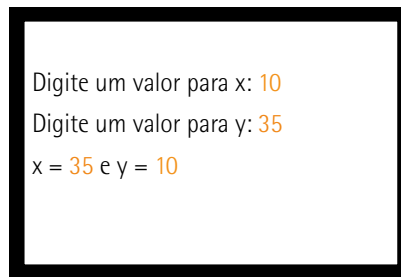 Digite um valor para x: 10
Digite um valor para y: 35
x = 35 e y = 10